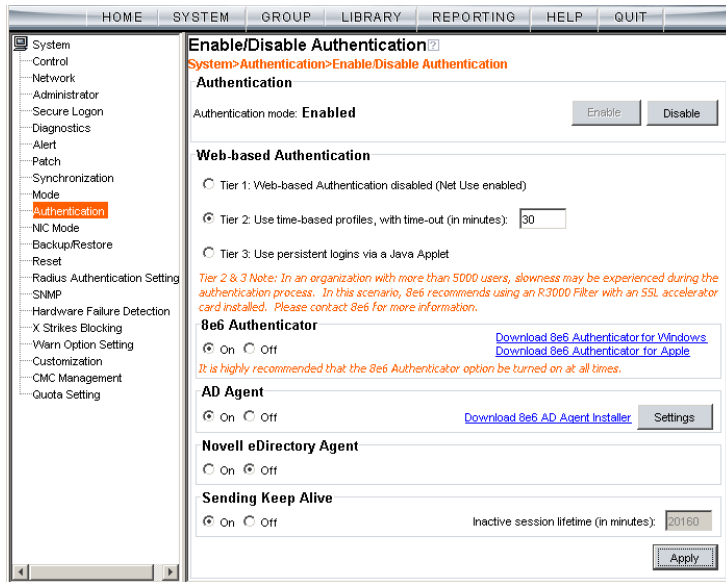 HOME SYSTEM GROUP LIBRARY REPORTING HELP QUIT
System
Control
Network
Administrator
Secure Logon
Diagnostics
Alert
Patch
Synchronization
Mode
Authentication
NIC Mode
Backup/Restore
Reset
Radius Authentication Setting
SNMP
Hardware Failure Detection
X Strikes Blocking
Warn Option Setting
Customization
CMC Management
Quota Setting
Enable/Disable Authentication ?
System>Authentication>Enable/Disable Authentication
Authentication
Authentication mode: Enabled
Enable Disable
Web-based Authentication
Tier 1: Web-based Authentication disabled (Net Use enabled)
Tier 2: Use time-based profiles, with time-out (in minutes): 30
Tier 3: Use persistent logins via a Java Applet
Tier 2 & 3 Note: In an organization with more than 5000 users, slowness may be experienced during the
authentication process. In this scenario, 8e6 recommends using an R3000 Filter with an SSL accelerator
card installed. Please contact 8e6 for more information.
8e6 Authenticator
On Off
Download 8e6 Authenticator for Windows
Download 8e6 Authenticator for Apple
It is highly recommended that the 8e6 Authenticator option be turned on at all times.
AD Agent
On Off Download 8e6 AD Agent Installer Settings
Novell eDirectory Agent
On Off
Sending Keep Alive
On Off Inactive session lifetime (in minutes): 20160
Apply